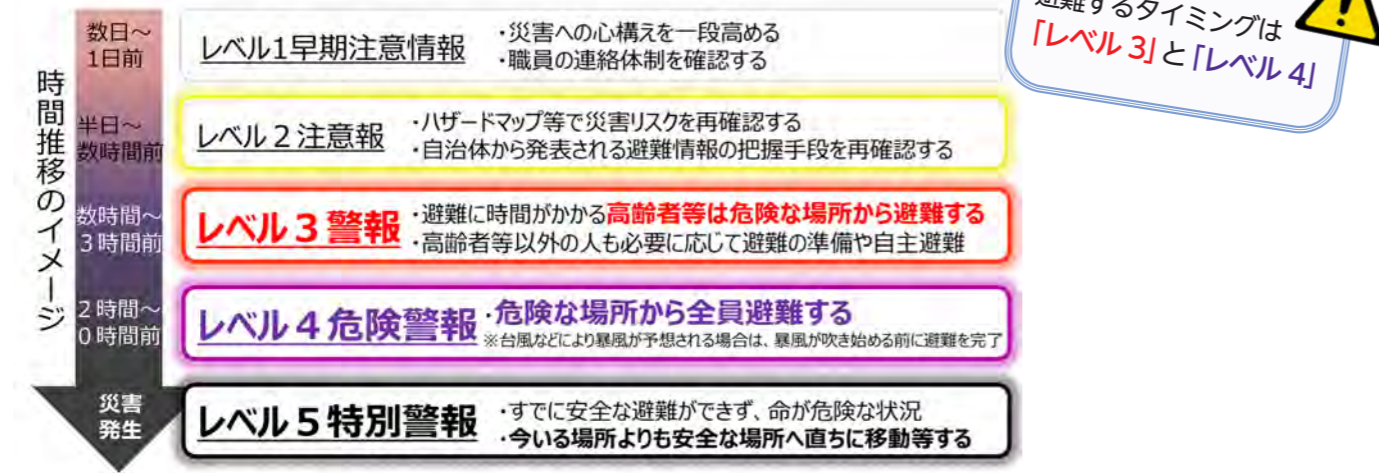 避難するタイミングは
「レベル 3」と「レベル 4」
時間推移のイメージ
数日～
1日前
レベル1早期注意情報
・災害への心構えを一段高める
・職員の連絡体制を確認する
半日～
数時間前
レベル２注意報
・ハザードマップ等で災害リスクを再確認する
・自治体から発表される避難情報の把握手段を再確認する
数時間～
３時間前
レベル３警報
・避難に時間がかかる高齢者等は危険な場所から避難する
・高齢者等以外の人も必要に応じて避難の準備や自主避難
２時間～
０時間前
レベル４危険警報
・危険な場所から全員避難する
※台風などにより暴風が予想される場合は、暴風が吹き始める前に避難を完了
災害
発生
レベル５特別警報
・すでに安全な避難ができず、命が危険な状況
・今いる場所よりも安全な場所へ直ちに移動等する